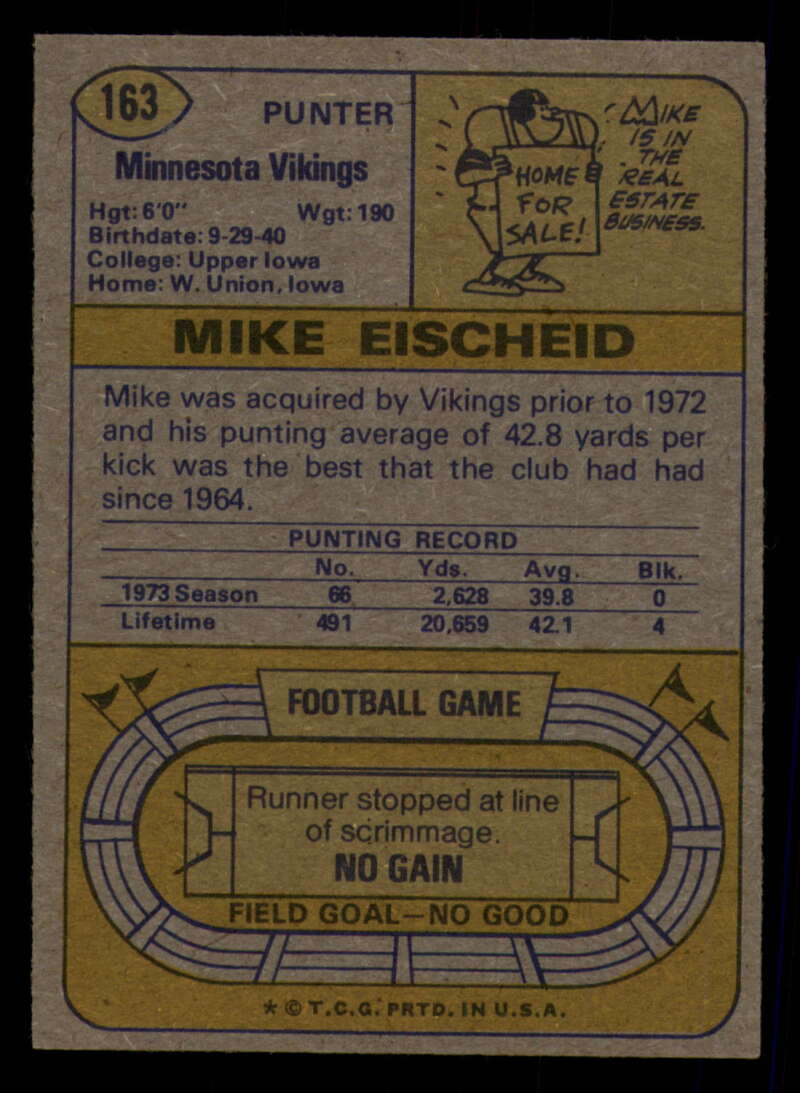 163
PUNTER
Minnesota Vikings
Hgt: 6'0" Wgt: 190
Birthdate: 9-29-40
College: Upper Iowa
Home: W. Union, Iowa
HOME
FOR
SALE!
MIKE
IS IN
THE
REAL
ESTATE
BUSINESS.
MIKE EISCHEID
Mike was acquired by Vikings prior to 1972
and his punting average of 42.8 yards per
kick was the best that the club had had
since 1964.
PUNTING RECORD
No. Yds. Avg. Blk.
1973 Season 66 2,628 39.8 0
Lifetime 491 20,659 42.1 4
FOOTBALL GAME
Runner stopped at line
of scrimmage.
NO GAIN
FIELD GOAL—NO GOOD
* © T.C.G. PRTD. IN U.S.A.